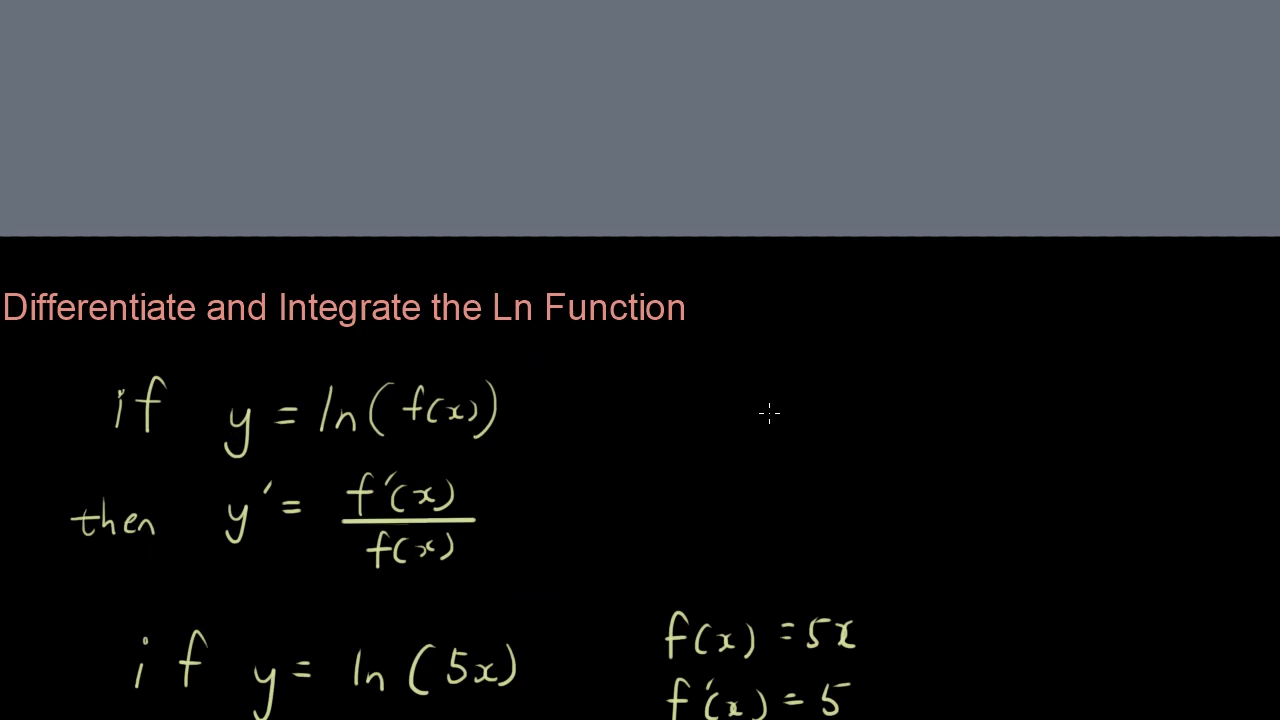 Differentiate and Integrate the Ln Function
if y = ln(f(x))
then y' = f'(x) / f(x)
if y = ln(5x)
f(x) = 5x
f'(x) = 5